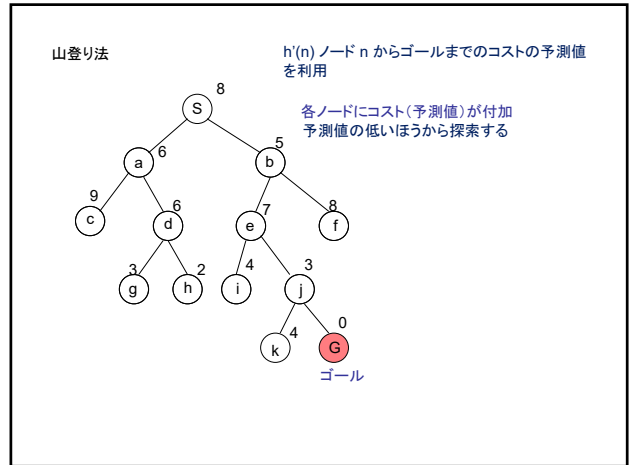 山登り法
h'(n) ノード n からゴールまでのコストの予測値
を利用
各ノードにコスト（予測値）が付加
予測値の低いほうから探索する
8
S
6
5
a
b
9
6
7
8
c
d
e
f
3
2
4
3
g
h
i
j
4
0
k
G
ゴール